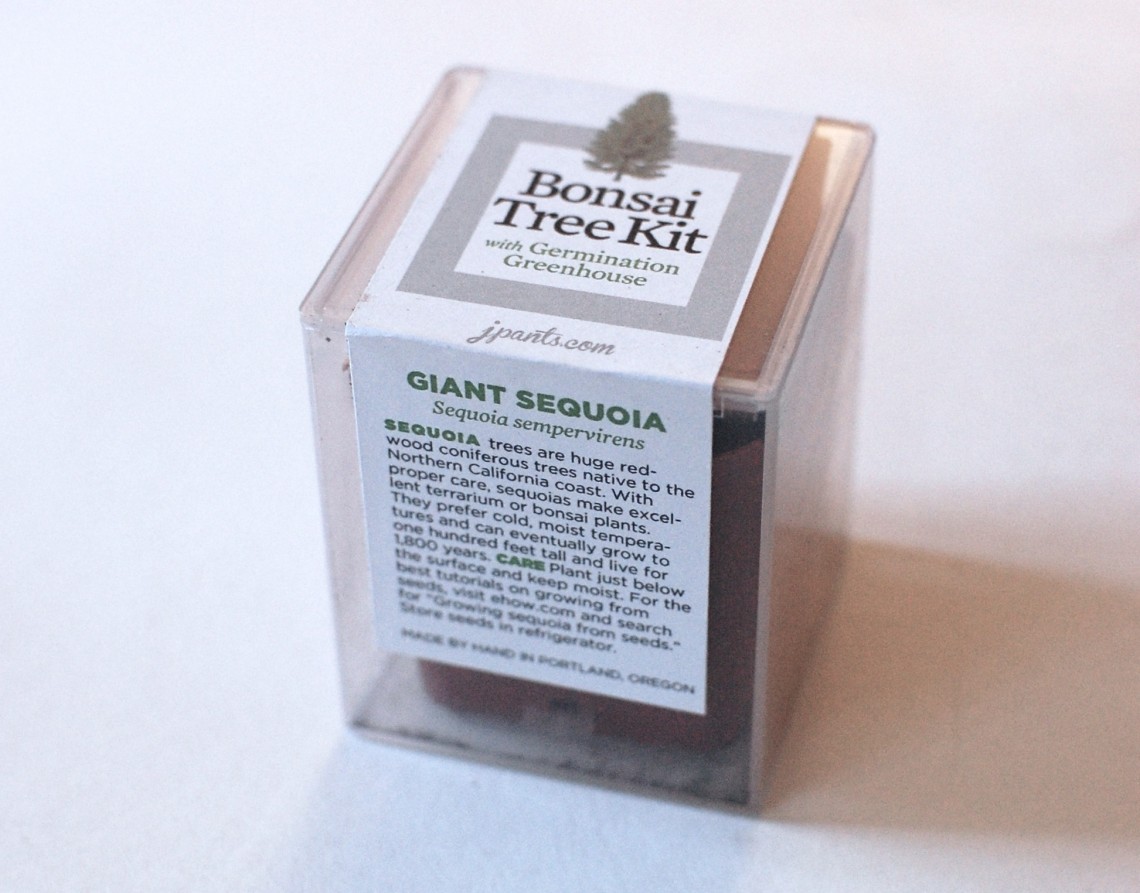 Bonsai
Tree Kit
with Germination
Greenhouse
jpants.com
GIANT SEQUOIA
Sequoia sempervirens
SEQUOIA trees are huge red-
wood coniferous trees native to the
Northern California coast. With
proper care, sequoias make excel-
lent terrarium or bonsai plants.
They prefer cold, moist tempera-
tures and can eventually grow to
one hundred feet tall and live for
1,800 years. CARE Plant just below
the surface and keep moist. For the
best tutorials on growing from
seeds, visit ehow.com and search
for "Growing sequoia from seeds."
Store seeds in refrigerator.
MADE BY HAND IN PORTLAND, OREGON